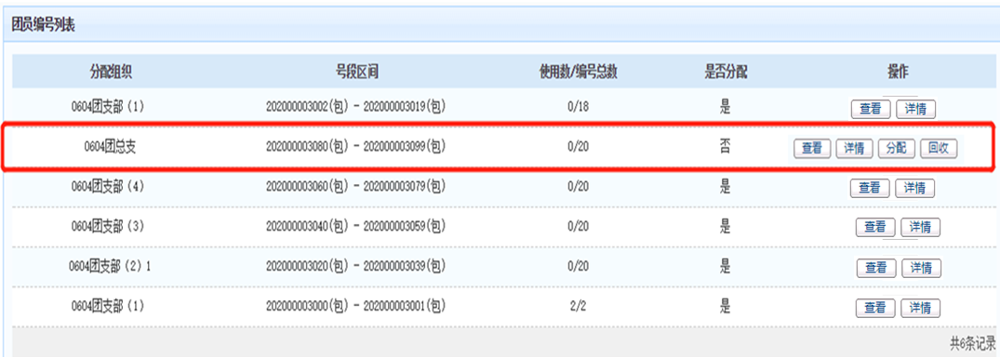 团员编号列表
分配组织 号段区间 使用数/编号总数 是否分配 操作
0604团支部（1） 202000003002(包) - 202000003019(包) 0/18 是 查看 详情
0604团总支 202000003080(包) - 202000003099(包) 0/20 否 查看 详情 分配 回收
0604团支部（4） 202000003060(包) - 202000003079(包) 0/20 是 查看 详情
0604团支部（3） 202000003040(包) - 202000003059(包) 0/20 是 查看 详情
0604团支部（2）1 202000003020(包) - 202000003039(包) 0/20 是 查看 详情
0604团支部（1） 202000003000(包) - 202000003001(包) 2/2 是 查看 详情
共6条记录